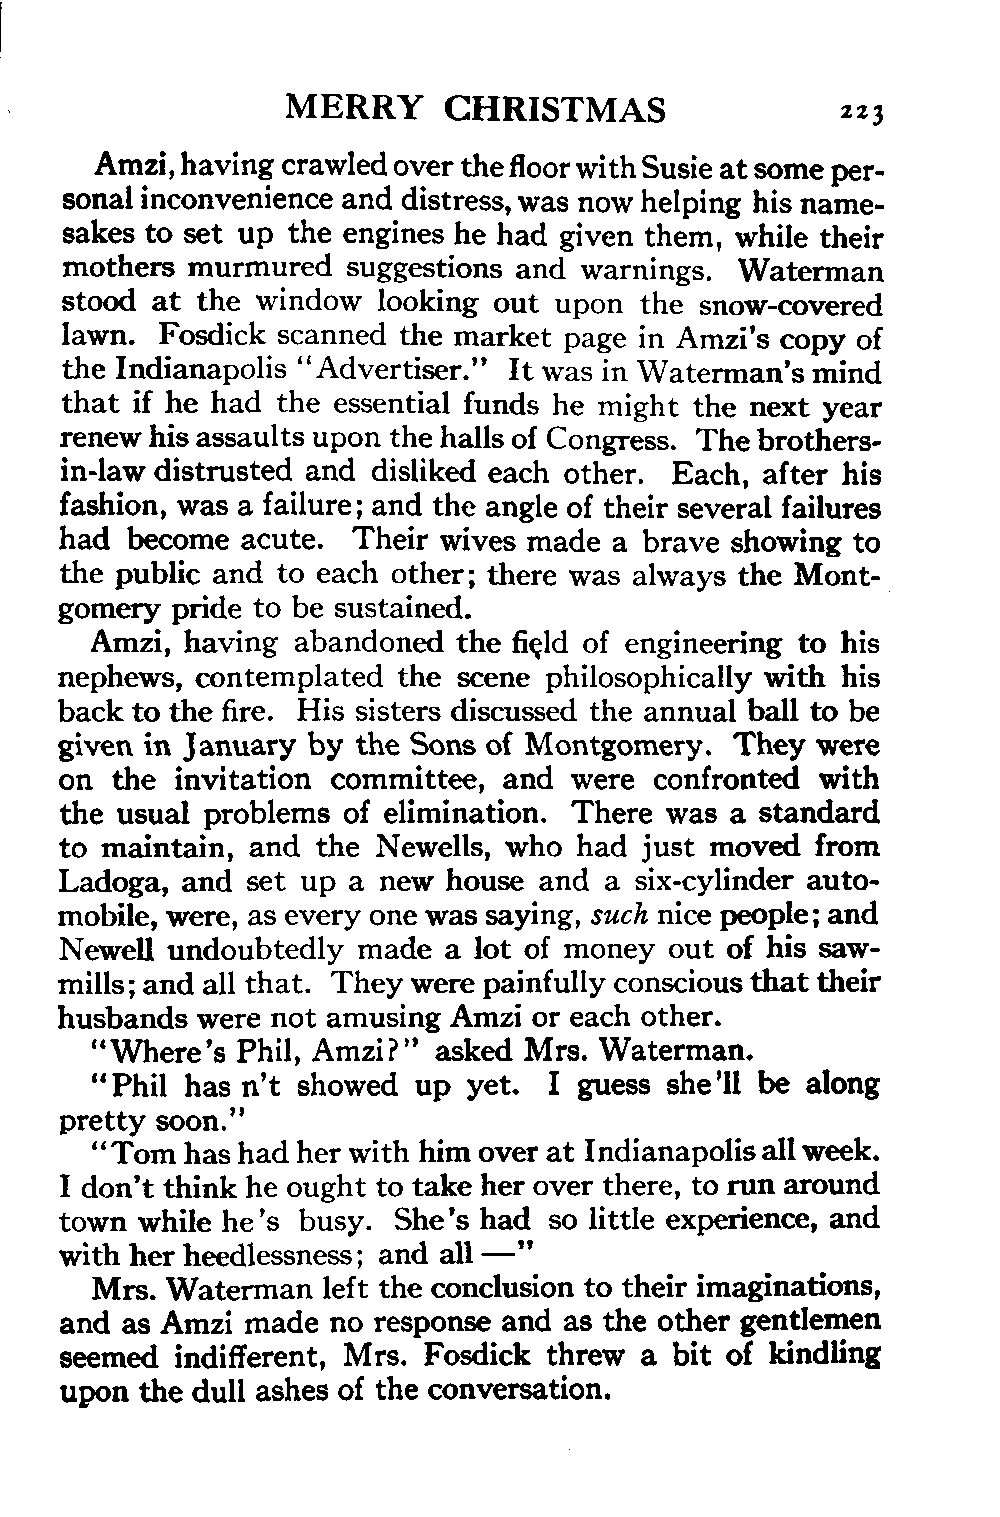 MERRY CHRISTMAS 223
Amzi, having crawled over the floor with Susie at some per-
sonal inconvenience and distress, was now helping his name-
sakes to set up the engines he had given them, while their
mothers murmured suggestions and warnings. Waterman
stood at the window looking out upon the snow-covered
lawn. Fosdick scanned the market page in Amzi's copy of
the Indianapolis "Advertiser." It was in Waterman's mind
that if he had the essential funds he might the next year
renew his assaults upon the halls of Congress. The brothers-
in-law distrusted and disliked each other. Each, after his
fashion, was a failure; and the angle of their several failures
had become acute. Their wives made a brave showing to
the public and to each other; there was always the Mont-
gomery pride to be sustained.
Amzi, having abandoned the field of engineering to his
nephews, contemplated the scene philosophically with his
back to the fire. His sisters discussed the annual ball to be
given in January by the Sons of Montgomery. They were
on the invitation committee, and were confronted with
the usual problems of elimination. There was a standard
to maintain, and the Newells, who had just moved from
Ladoga, and set up a new house and a six-cylinder auto-
mobile, were, as every one was saying, such nice people; and
Newell undoubtedly made a lot of money out of his saw-
mills; and all that. They were painfully conscious that their
husbands were not amusing Amzi or each other.
"Where's Phil, Amzi?" asked Mrs. Waterman.
"Phil has n't showed up yet. I guess she'll be along
pretty soon."
"Tom has had her with him over at Indianapolis all week.
I don't think he ought to take her over there, to run around
town while he's busy. She's had so little experience, and
with her heedlessness; and all —"
Mrs. Waterman left the conclusion to their imaginations,
and as Amzi made no response and as the other gentlemen
seemed indifferent, Mrs. Fosdick threw a bit of kindling
upon the dull ashes of the conversation.